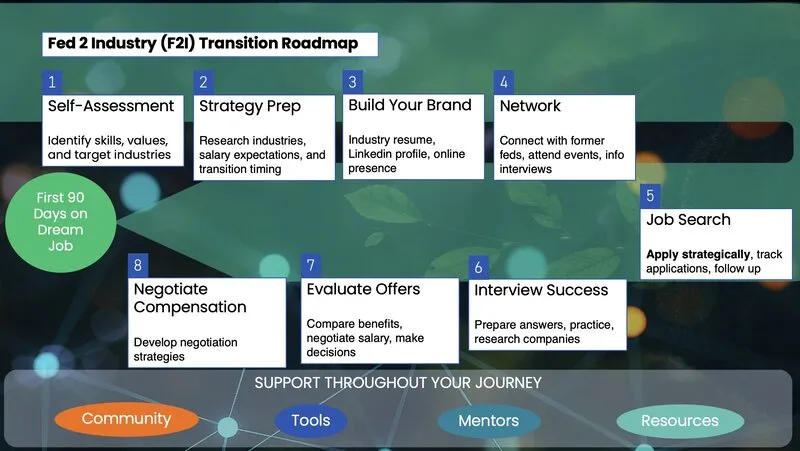 Fed 2 Industry (F2I) Transition Roadmap
1
Self-Assessment
Identify skills, values,
and target industries
2
Strategy Prep
Research industries,
salary expectations, and
transition timing
3
Build Your Brand
Industry resume,
Linkedin profile, online
presence
4
Network
Connect with former
feds, attend events, info
interviews
5
Job Search
Apply strategically, track
applications, follow up
6
Interview Success
Prepare answers, practice,
research companies
7
Evaluate Offers
Compare benefits,
negotiate salary, make
decisions
8
Negotiate
Compensation
Develop negotiation
strategies
First 90
Days on
Dream
Job
SUPPORT THROUGHOUT YOUR JOURNEY
Community
Tools
Mentors
Resources